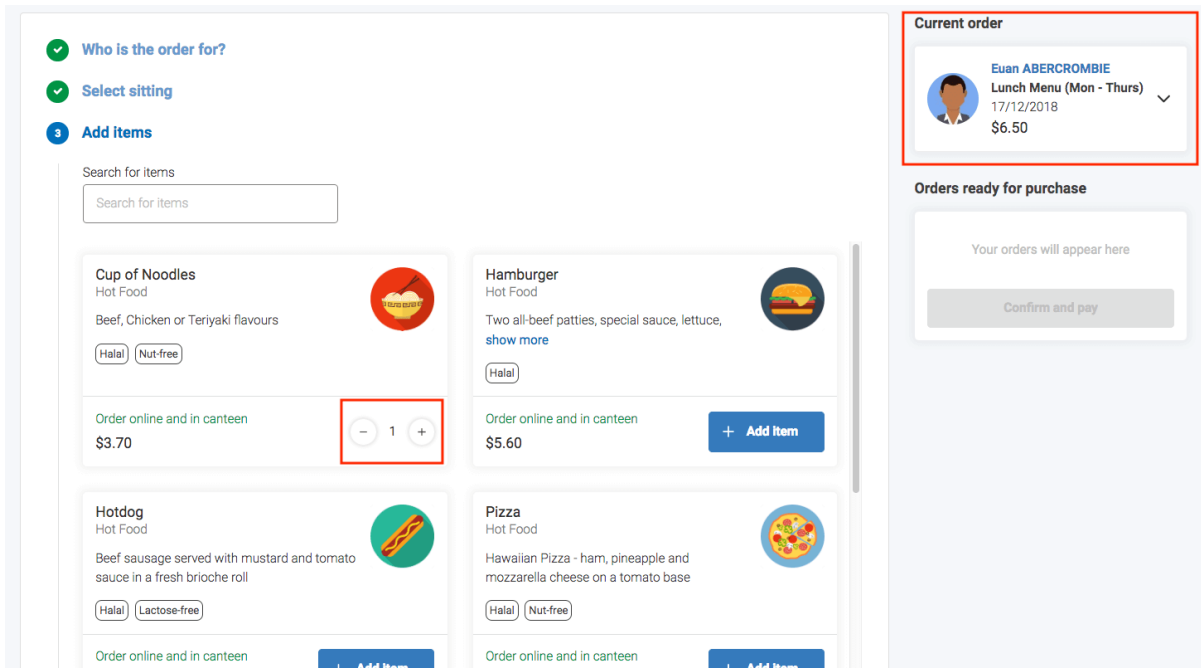 Who is the order for?
Select sitting
3 Add items
Search for items
Search for items
Cup of Noodles
Hot Food
Beef, Chicken or Teriyaki flavours
Halal Nut-free
Order online and in canteen
$3.70
− 1 +
Hamburger
Hot Food
Two all-beef patties, special sauce, lettuce,
show more
Halal
Order online and in canteen
$5.60
+ Add item
Hotdog
Hot Food
Beef sausage served with mustard and tomato
sauce in a fresh brioche roll
Halal Lactose-free
Order online and in canteen
+ Add item
Pizza
Hot Food
Hawaiian Pizza - ham, pineapple and
mozzarella cheese on a tomato base
Halal Nut-free
Order online and in canteen
+ Add item
Current order
Euan ABERCROMBIE
Lunch Menu (Mon - Thurs)
17/12/2018
$6.50
Orders ready for purchase
Your orders will appear here
Confirm and pay